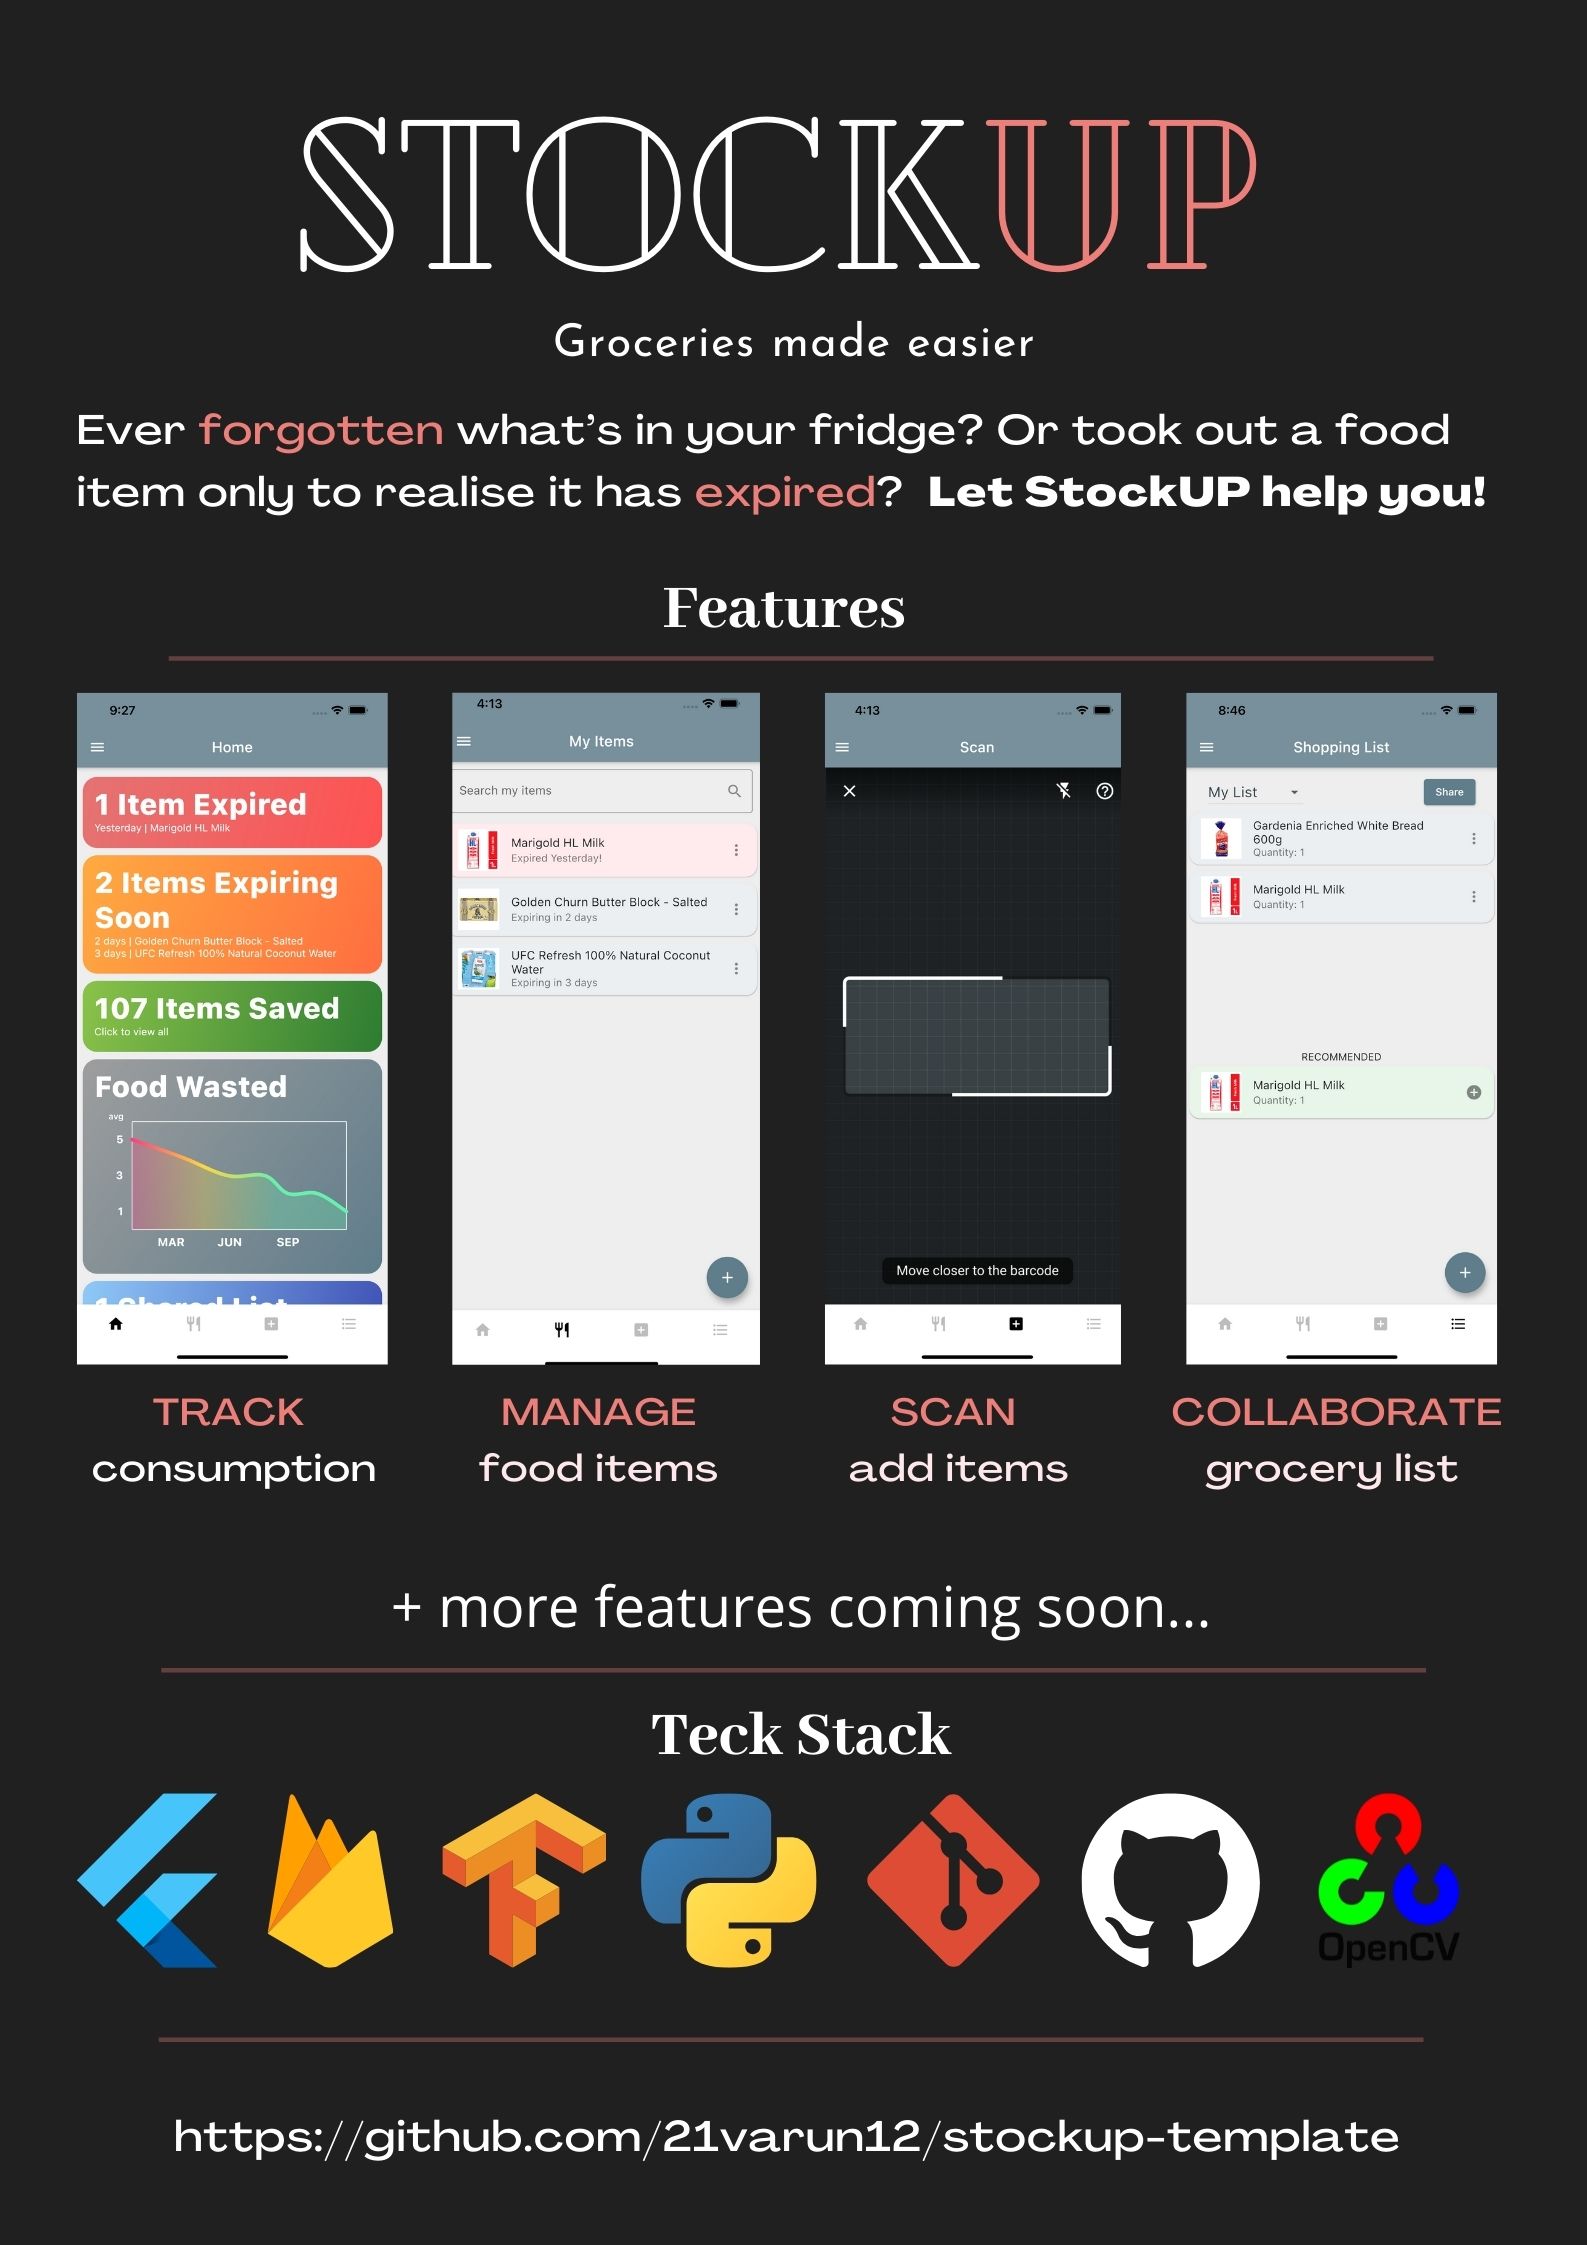 STOCKUP
Groceries made easier
Ever forgotten what's in your fridge? Or took out a food
item only to realise it has expired? Let StockUP help you!
Features
9:27
Home
1 Item Expired
Yesterday | Marigold HL Milk
2 Items Expiring
Soon
2 days | Golden Churn Butter Block - Salted
3 days | UFC Refresh 100% Natural Coconut Water
107 Items Saved
Click to view all
Food Wasted
avg
5
3
1
MAR JUN SEP
1 Shared List
TRACK
consumption
4:13
My Items
Search my items
Marigold HL Milk
Expired Yesterday!
Golden Churn Butter Block - Salted
Expiring in 2 days
UFC Refresh 100% Natural Coconut
Water
Expiring in 3 days
MANAGE
food items
4:13
Scan
Move closer to the barcode
SCAN
add items
8:46
Shopping List
My List
Share
Gardenia Enriched White Bread
600g
Quantity: 1
Marigold HL Milk
Quantity: 1
RECOMMENDED
Marigold HL Milk
Quantity: 1
COLLABORATE
grocery list
+ more features coming soon...
Teck Stack
OpenCV
https://github.com/21varun12/stockup-template